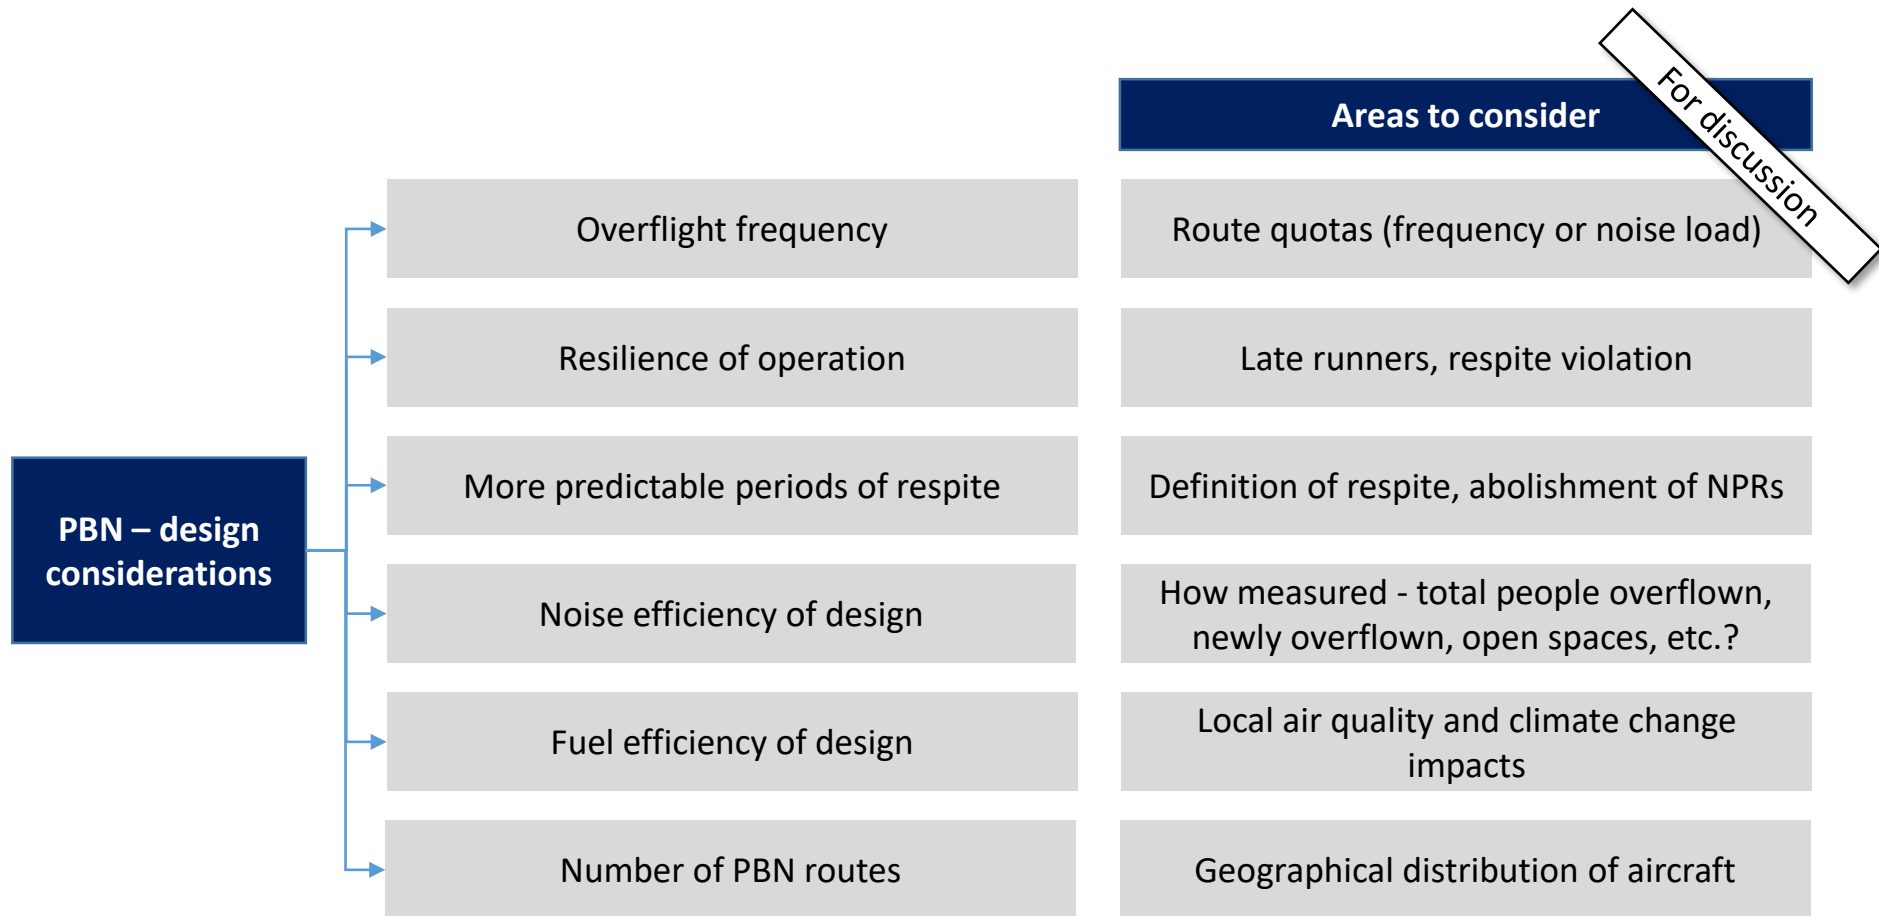 Areas to consider
For discussion
Overflight frequency
Route quotas (frequency or noise load)
Resilience of operation
Late runners, respite violation
More predictable periods of respite
Definition of respite, abolishment of NPRs
PBN – design
considerations
Noise efficiency of design
How measured - total people overflown,
newly overflown, open spaces, etc.?
Fuel efficiency of design
Local air quality and climate change
impacts
Number of PBN routes
Geographical distribution of aircraft